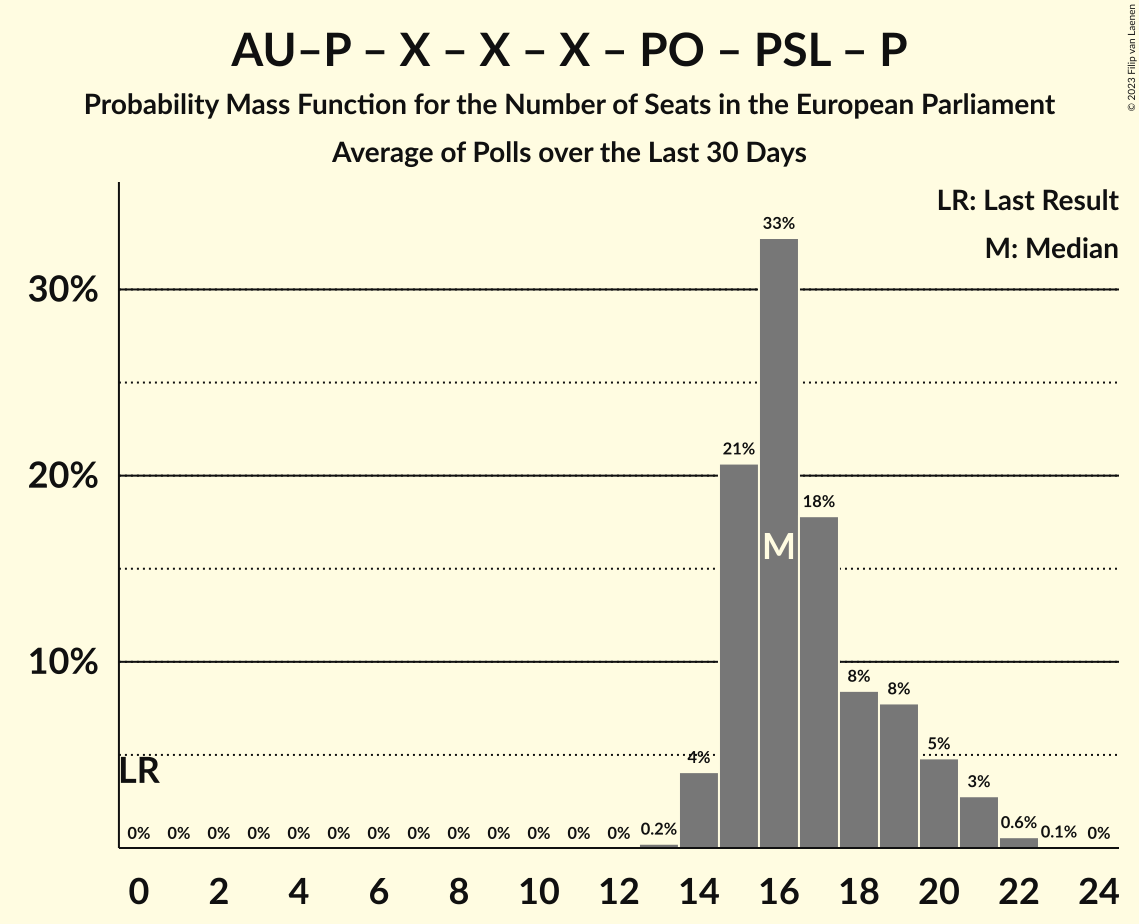 AU–P – X – X – X – PO – PSL – P
Probability Mass Function for the Number of Seats in the European Parliament
Average of Polls over the Last 30 Days
© 2023 Filip van Laenen
LR: Last Result
M: Median
30%
20%
10%
33%
21%
18%
8%
8%
5%
4%
3%
0.6%
0.2%
0.1%
0%
M
LR
0% 0% 0% 0% 0% 0% 0% 0% 0% 0% 0% 0% 0%
0 2 4 6 8 10 12 14 16 18 20 22 24